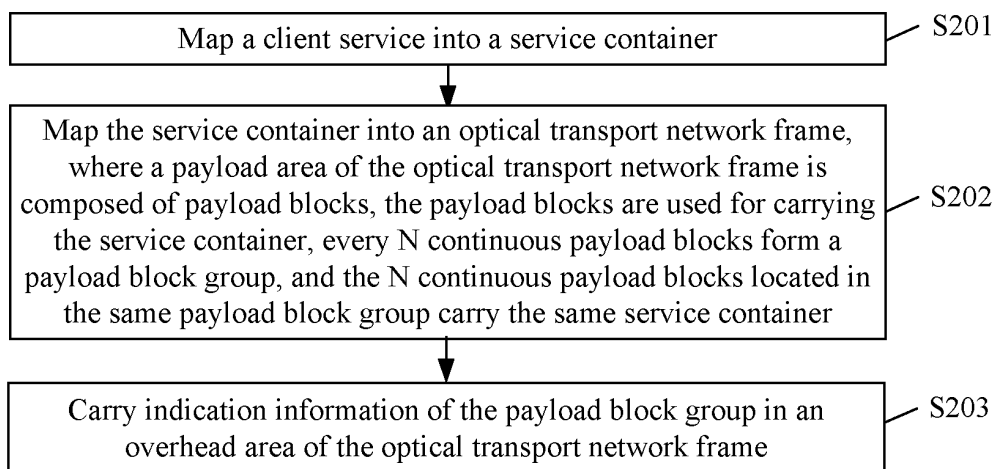 Map a client service into a service container
S201
Map the service container into an optical transport network frame,
where a payload area of the optical transport network frame is
composed of payload blocks, the payload blocks are used for carrying
the service container, every N continuous payload blocks form a
payload block group, and the N continuous payload blocks located in
the same payload block group carry the same service container
S202
Carry indication information of the payload block group in an
overhead area of the optical transport network frame
S203